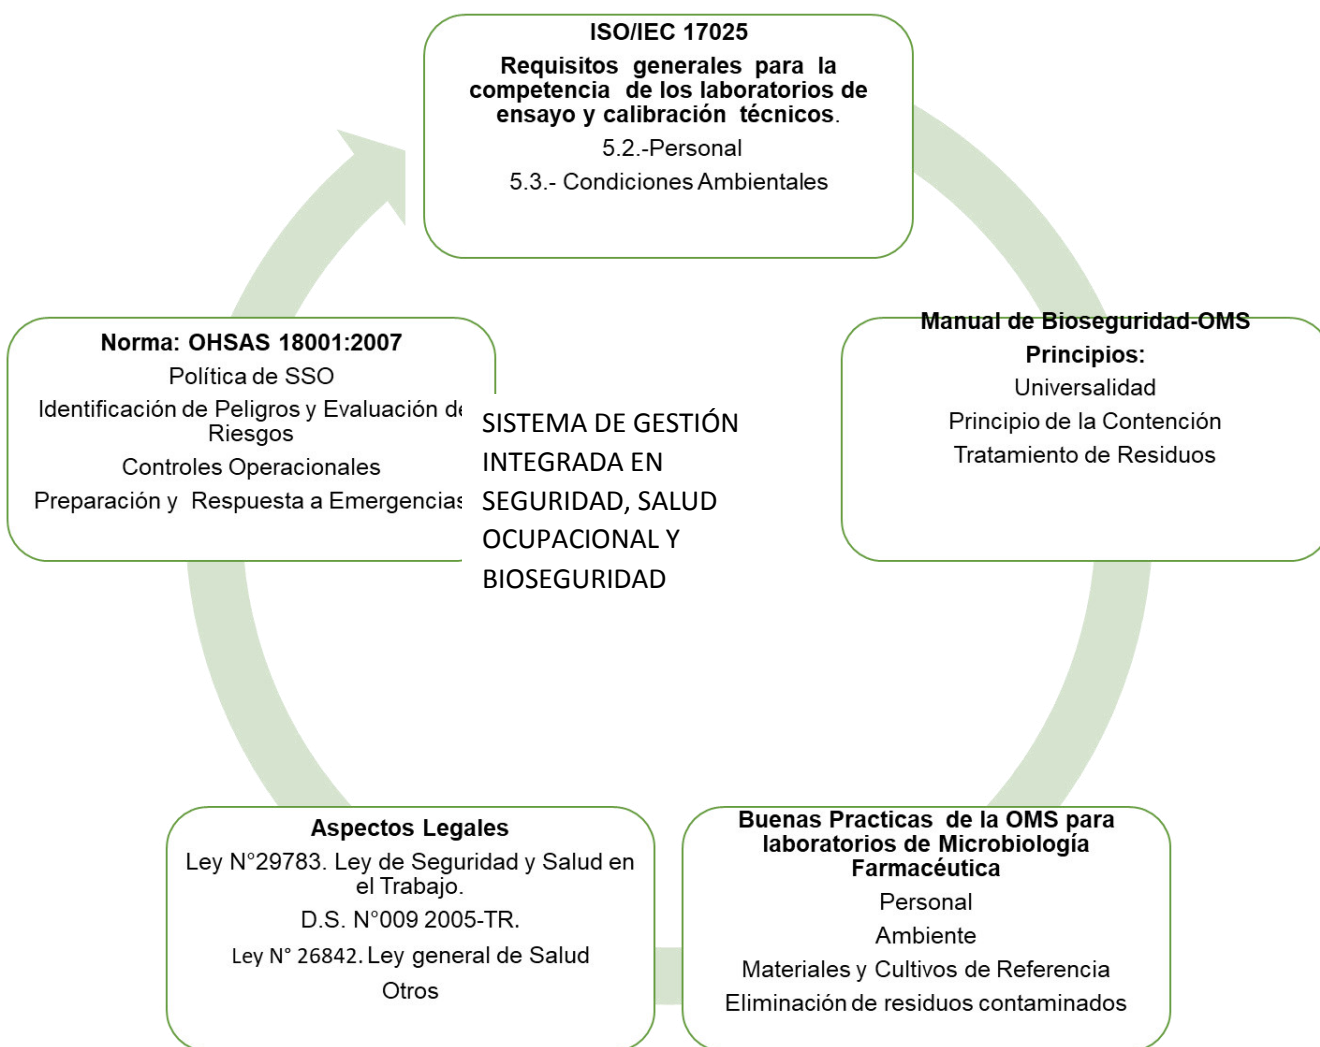 ISO/IEC 17025
Requisitos generales para la
competencia de los laboratorios de
ensayo y calibración técnicos.
5.2.-Personal
5.3.- Condiciones Ambientales
Manual de Bioseguridad-OMS
Principios:
Universalidad
Principio de la Contención
Tratamiento de Residuos
Buenas Practicas de la OMS para
laboratorios de Microbiología
Farmacéutica
Personal
Ambiente
Materiales y Cultivos de Referencia
Eliminación de residuos contaminados
Aspectos Legales
Ley N°29783. Ley de Seguridad y Salud en
el Trabajo.
D.S. N°009 2005-TR.
Ley N° 26842. Ley general de Salud
Otros
Norma: OHSAS 18001:2007
Política de SSO
Identificación de Peligros y Evaluación de
Riesgos
Controles Operacionales
Preparación y Respuesta a Emergencias
SISTEMA DE GESTIÓN
INTEGRADA EN
SEGURIDAD, SALUD
OCUPACIONAL Y
BIOSEGURIDAD